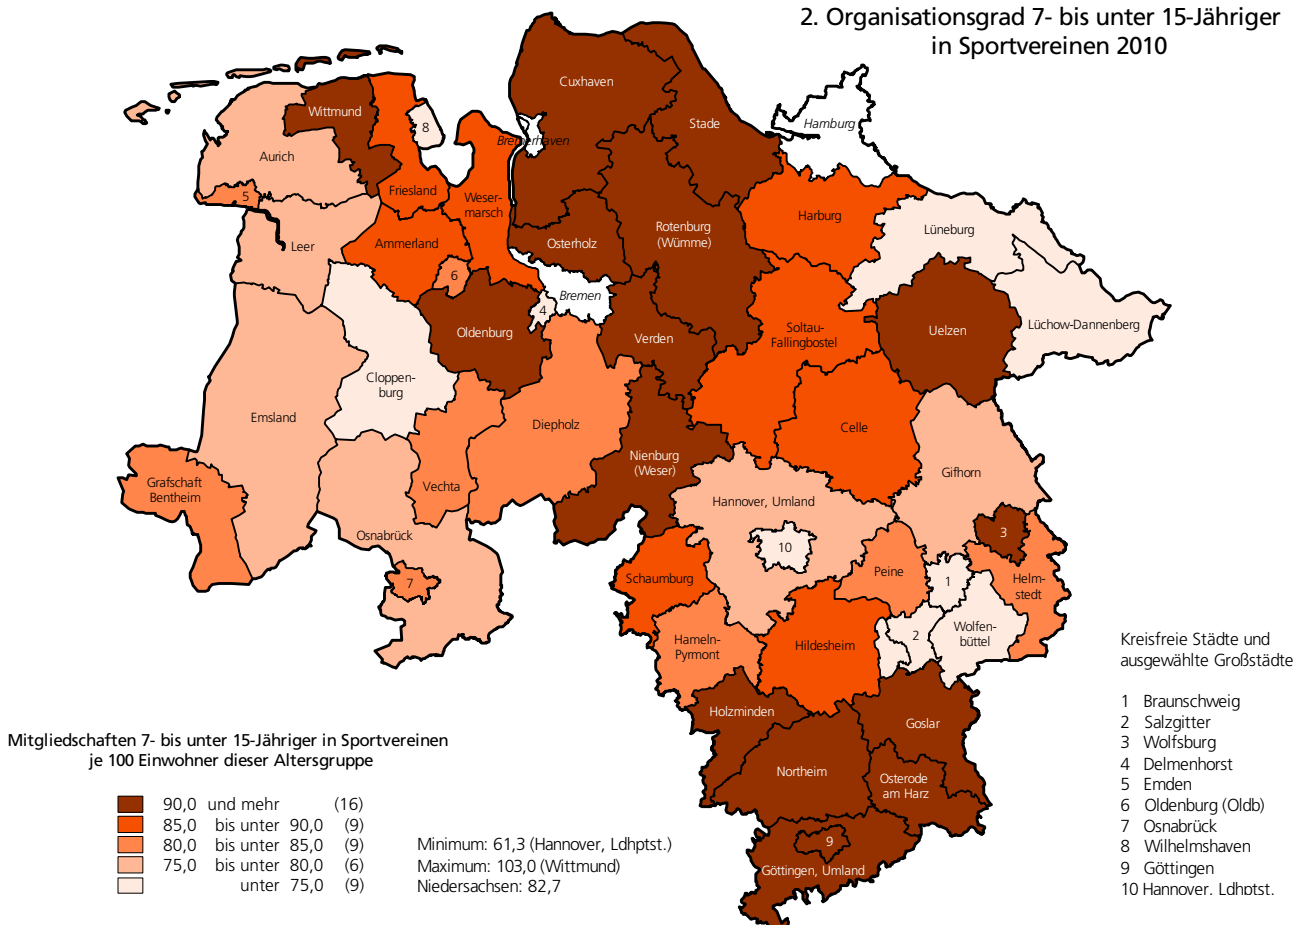 2. Organisationsgrad 7- bis unter 15-Jähriger
in Sportvereinen 2010
Cuxhaven
Wittmund
Stade
Hamburg
8
Bremerhaven
Aurich
Friesland
5
Weser-
marsch
Harburg
Rotenburg
(Wümme)
Lüneburg
Leer
Ammerland
Osterholz
6
Bremen
4
Lüchow-Dannenberg
Oldenburg
Verden
Soltau-
Fallingbostel
Uelzen
Cloppen-
burg
Emsland
Diepholz
Celle
Nienburg
(Weser)
Gifhorn
Grafschaft
Bentheim
Vechta
Hannover, Umland
Osnabrück
10
3
7
Schaumburg
Peine
1
Helm-
stedt
Hameln-
Pyrmont
Hildesheim
2
Wolfen-
büttel
Holzminden
Goslar
Northeim
Osterode
am Harz
9
Göttingen, Umland
Kreisfreie Städte und
ausgewählte Großstädte
1 Braunschweig
2 Salzgitter
3 Wolfsburg
4 Delmenhorst
5 Emden
6 Oldenburg (Oldb)
7 Osnabrück
8 Wilhelmshaven
9 Göttingen
10 Hannover, Ldhptst.
Mitgliedschaften 7- bis unter 15-Jähriger in Sportvereinen
je 100 Einwohner dieser Altersgruppe
90,0 und mehr (16)
85,0 bis unter 90,0 (9)
80,0 bis unter 85,0 (9)
75,0 bis unter 80,0 (6)
unter 75,0 (9)
Minimum: 61,3 (Hannover, Ldhptst.)
Maximum: 103,0 (Wittmund)
Niedersachsen: 82,7